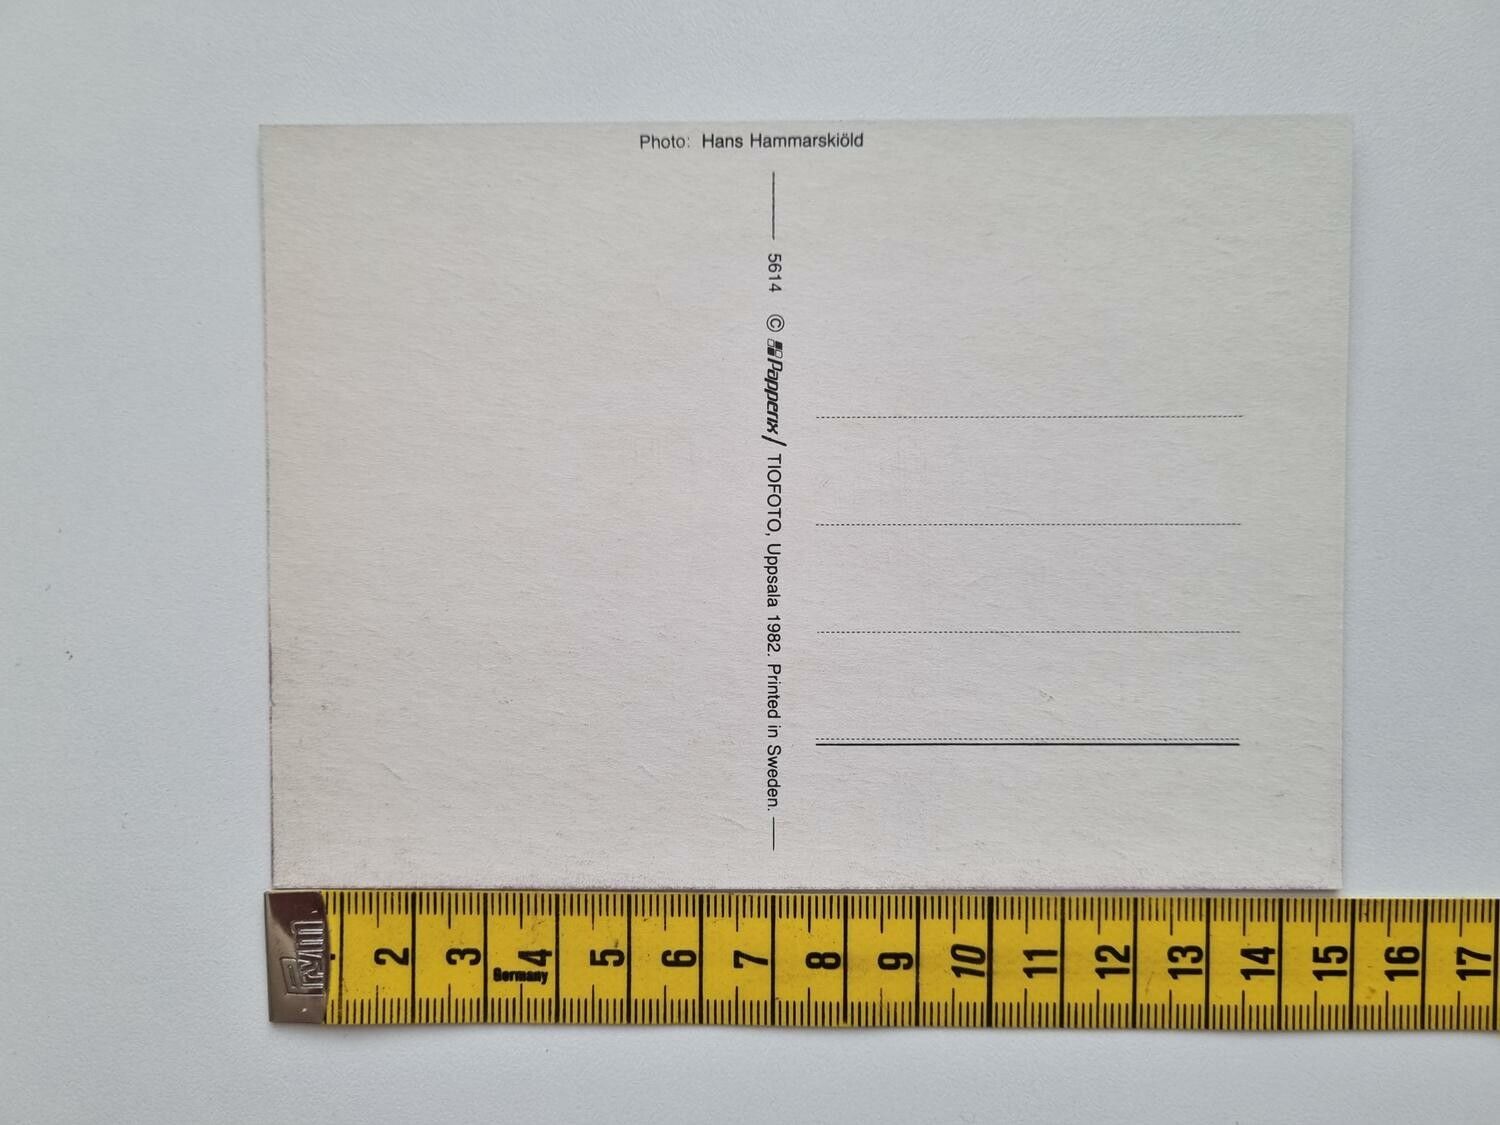 Photo: Hans Hammarskiöld
5614 © Papperix / TIOFOTO, Uppsala 1982. Printed in Sweden.
Prym
2 3 4 5 6 7 8 9 10 11 12 13 14 15 16 17
Germany